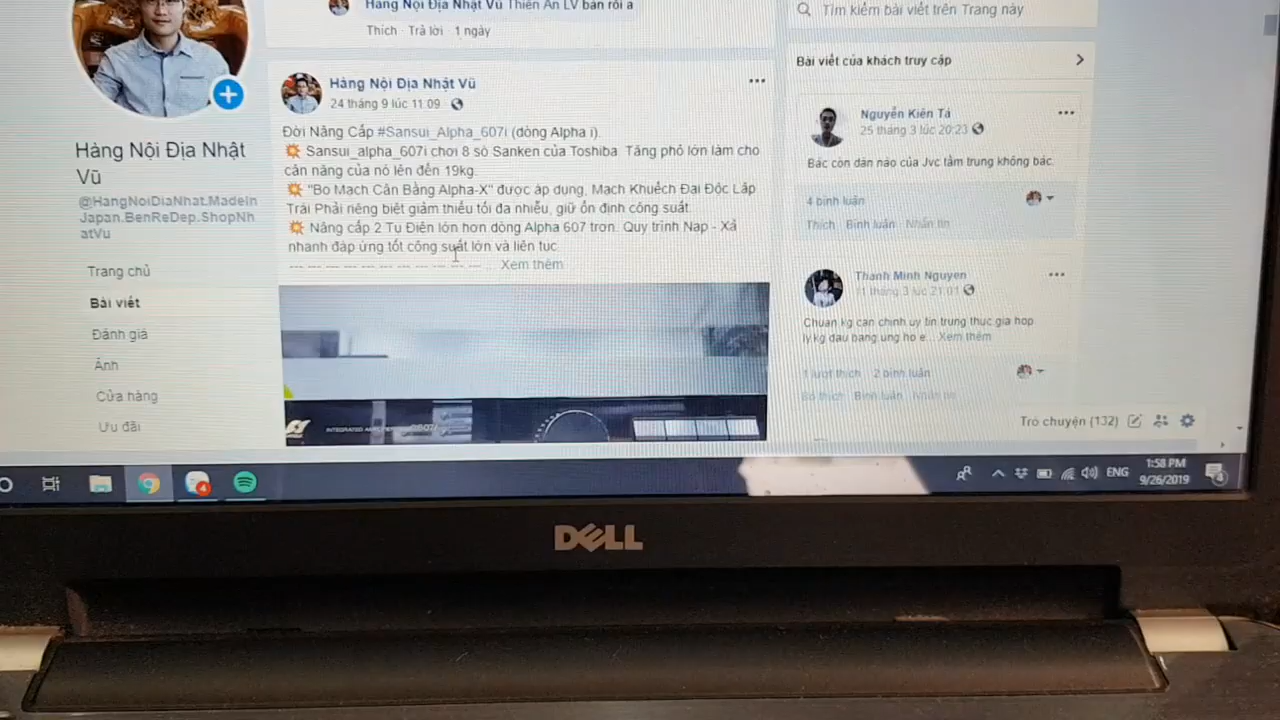 Hàng Nội Địa Nhật Vũ Thiên Ân LV bán rồi ạ
Thích · Trả lời · 1 ngày
Hàng Nội Địa Nhật Vũ
24 tháng 9 lúc 11:09
Đời Nâng Cấp #Sansui_Alpha_607i (dòng Alpha i).
Sansui_alpha_607i chơi 8 sò Sanken của Toshiba. Tăng phô lớn làm cho
cân nặng của nó lên đến 19kg.
"Bo Mạch Cân Bằng Alpha-X" được áp dụng, Mạch Khuếch Đại Độc Lập
Trái Phải riêng biệt giảm thiểu tối đa nhiễu, giữ ổn định công suất.
Nâng cấp 2 Tụ Điện lớn hơn dòng Alpha 607 trơn. Quy trình Nạp - Xả
nhanh đáp ứng tốt công suất lớn và liên tục
--- --- --- --- --- --- --- --- --- --- --- ... Xem thêm
INTEGRATED AMPLIFIER
Hàng Nội Địa Nhật
Vũ
@HangNoiDiaNhat.MadeIn
Japan.BenReDep.ShopNh
atVu
Trang chủ
Bài viết
Đánh giá
Ảnh
Cửa hàng
Ưu đãi
Tìm kiếm bài viết trên Trang này
Bài viết của khách truy cập
Nguyễn Kiên Tá
25 tháng 3 lúc 20:23
Bác còn dàn nào của Jvc tầm trung không bác.
4 bình luận
Thích · Bình luận · Nhắn tin
Thanh Minh Nguyen
11 tháng 3 lúc 21:01
Chuan kg can chinh uy tin trung thuc gia hop
ly.kg dau bang ung ho e... Xem thêm
1 lượt thích · 2 bình luận
Bỏ thích · Bình luận · Nhắn tin
Trò chuyện (132)
4
ENG
1:58 PM
9/26/2019
4
DELL